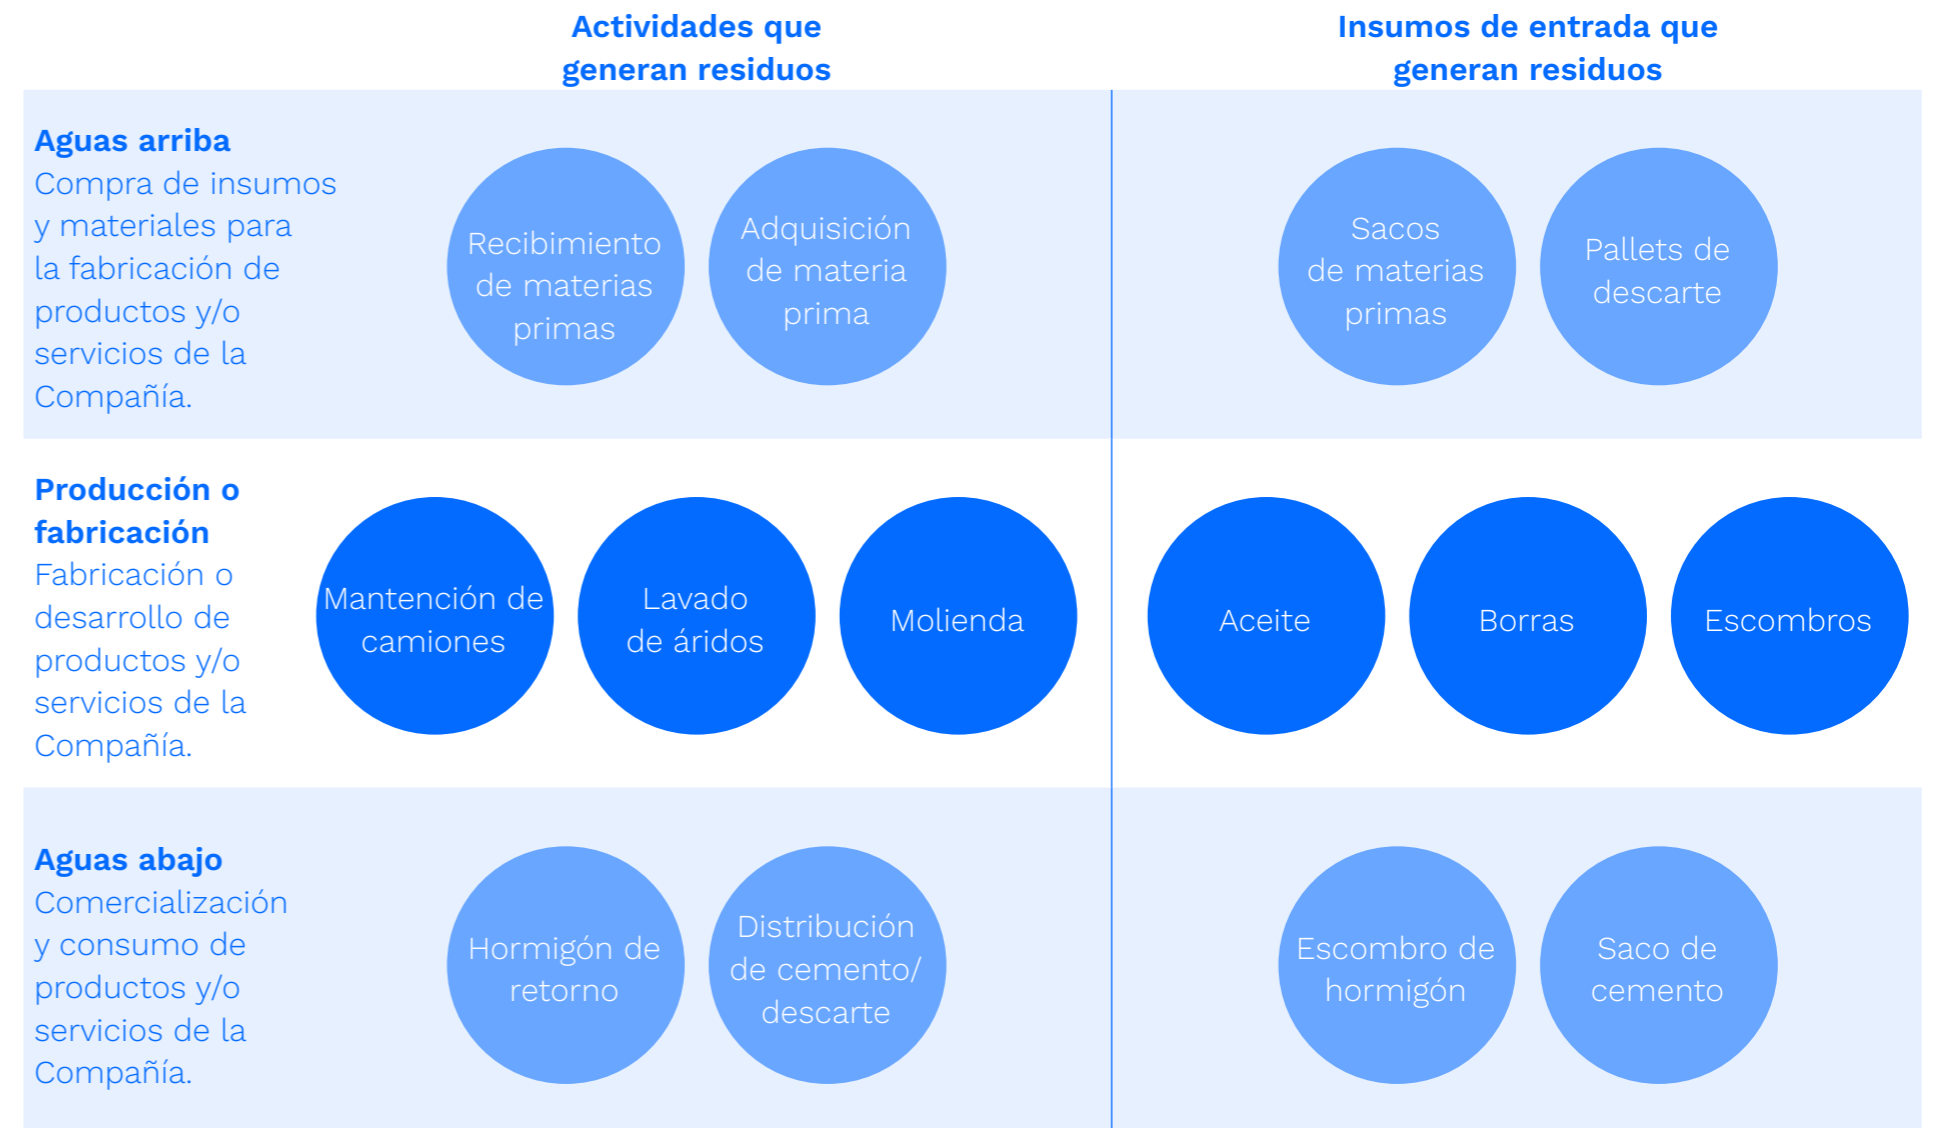 Actividades que
generan residuos
Insumos de entrada que
generan residuos
Aguas arriba
Compra de insumos
y materiales para
la fabricación de
productos y/o
servicios de la
Compañía.
Recibimiento
de materias
primas
Adquisición
de materia
prima
Sacos
de materias
primas
Pallets de
descarte
Producción o
fabricación
Fabricación o
desarrollo de
productos y/o
servicios de la
Compañía.
Mantención de
camiones
Lavado
de áridos
Molienda
Aceite
Borras
Escombros
Aguas abajo
Comercialización
y consumo de
productos y/o
servicios de la
Compañía.
Hormigón de
retorno
Distribución
de cemento/
descarte
Escombro de
hormigón
Saco de
cemento